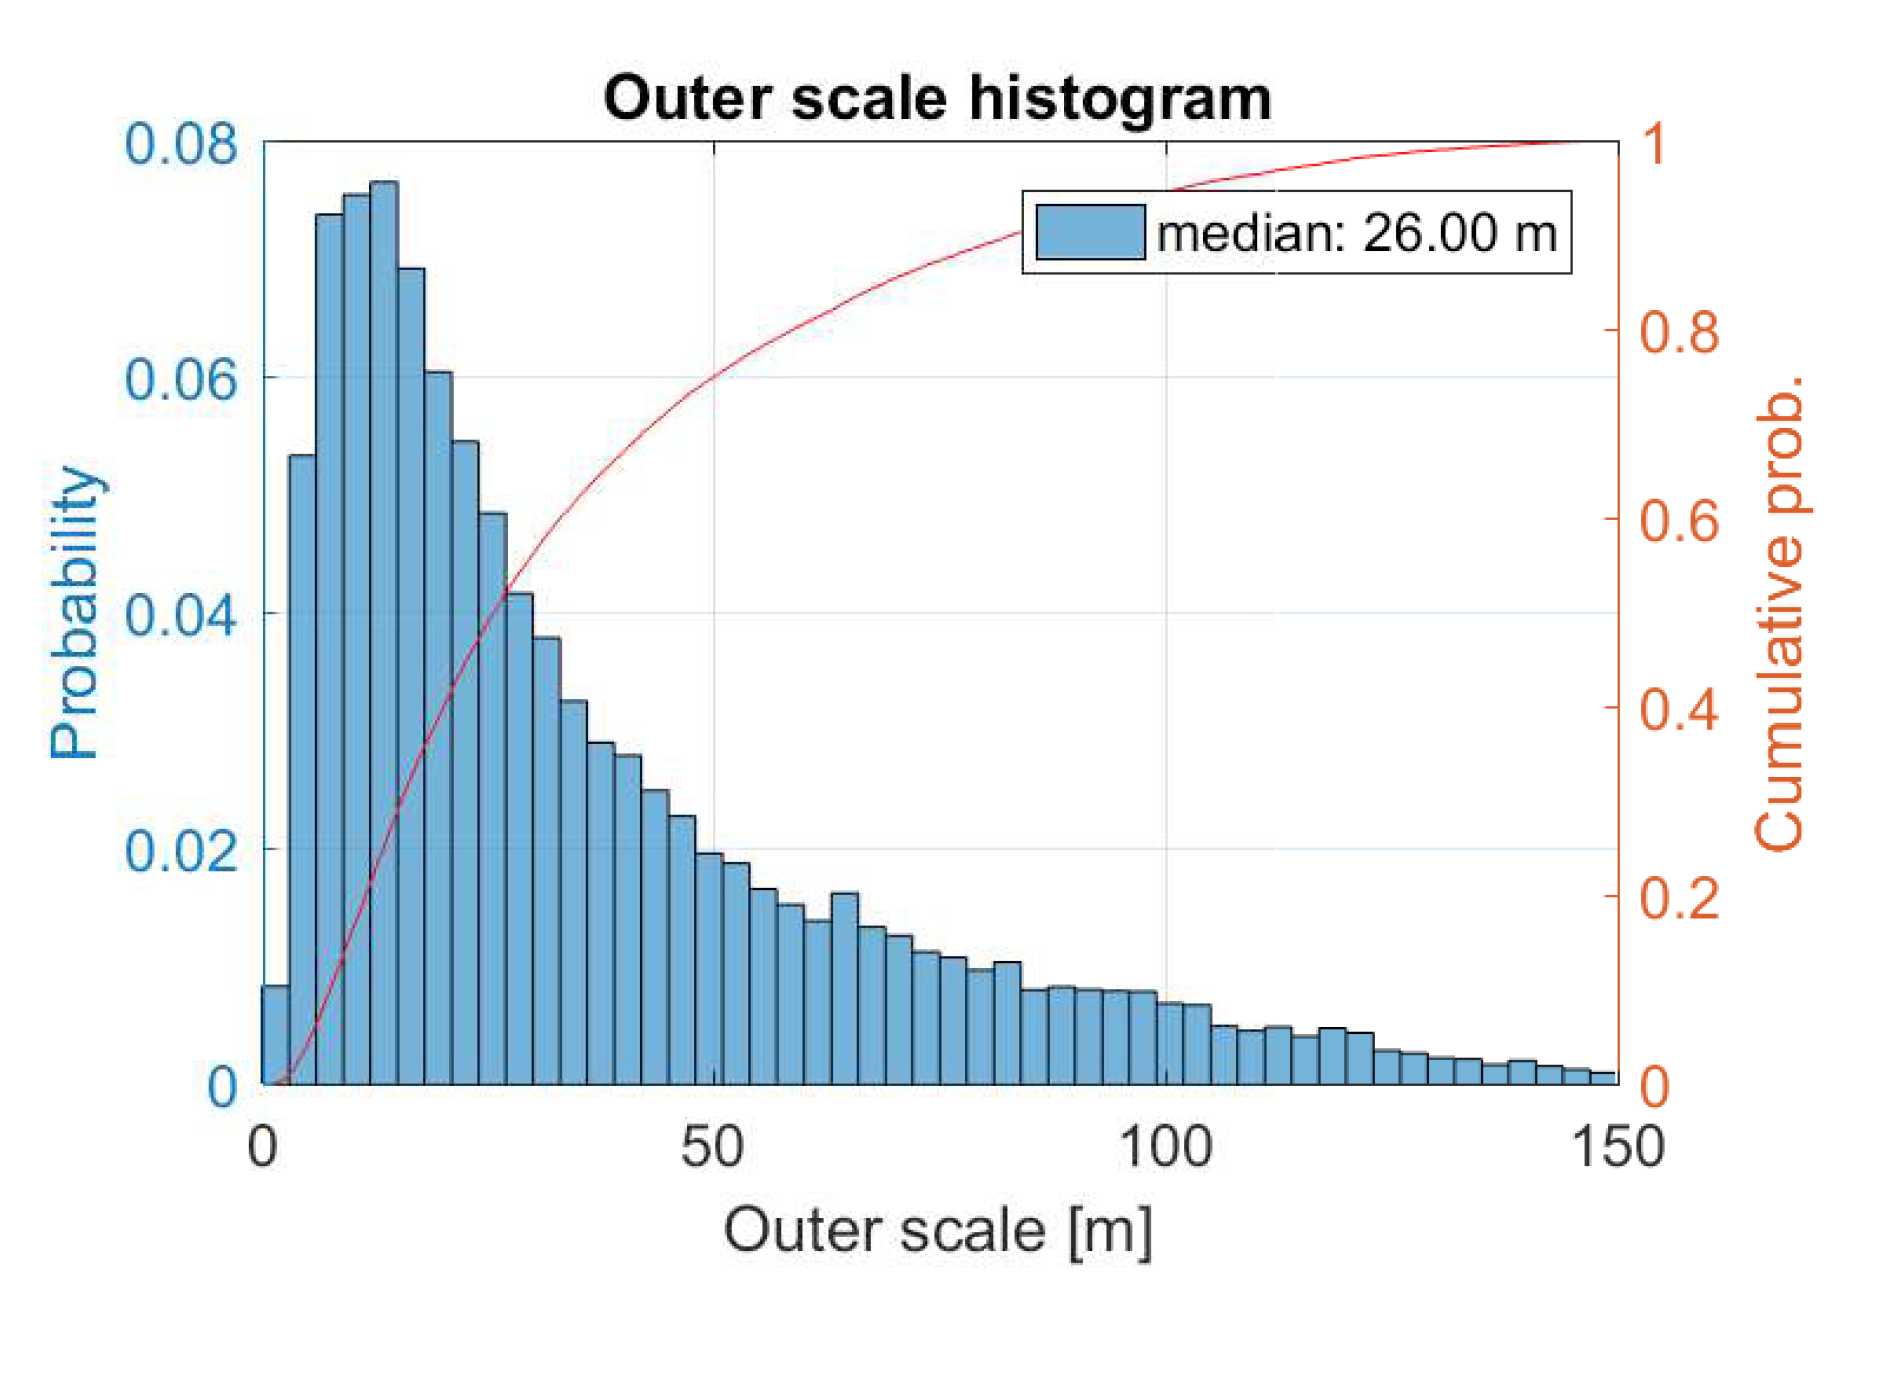 Outer scale histogram
0.08
0.06
0.04
0.02
0
Probability
median: 26.00 m
1
0.8
0.6
0.4
0.2
0
Cumulative prob.
0 50 100 150
Outer scale [m]